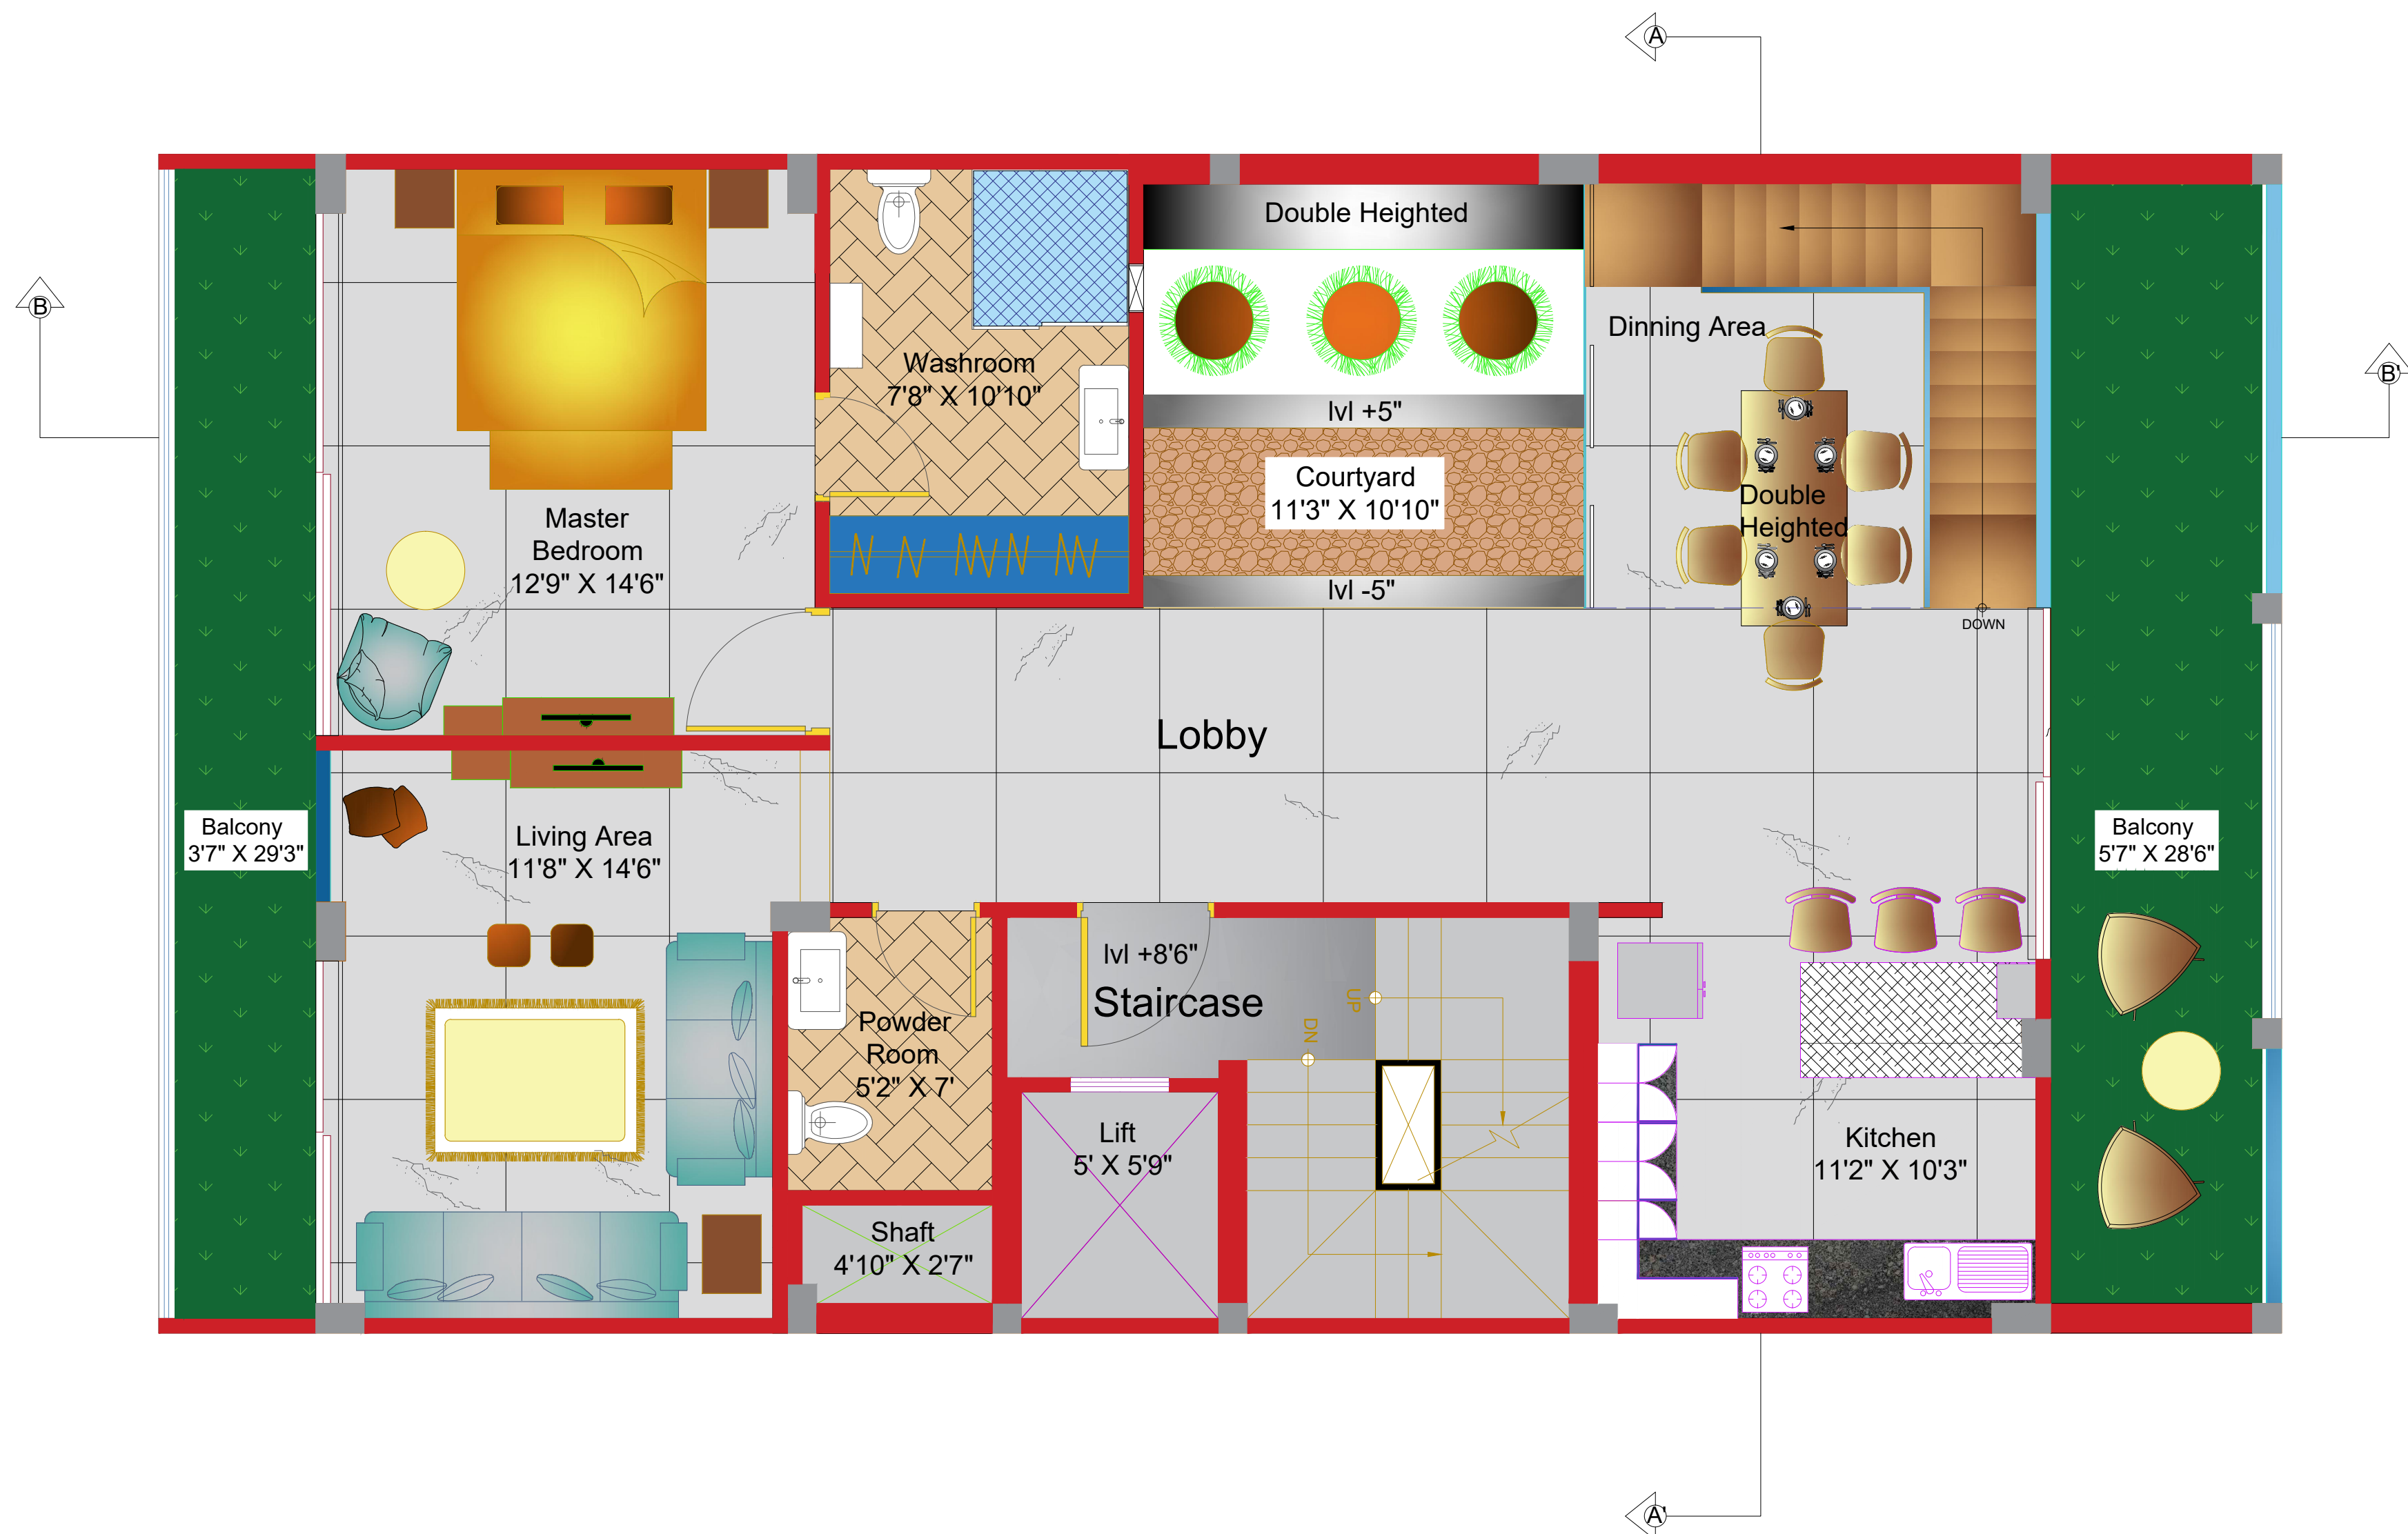 A
Double Heighted
B
Dinning Area
Washroom
7'8" X 10'10"
B'
lvl +5"
Courtyard
11'3" X 10'10"
Double
Heighted
Master
Bedroom
12'9" X 14'6"
lvl -5"
DOWN
Lobby
Balcony
3'7" X 29'3"
Living Area
11'8" X 14'6"
Balcony
5'7" X 28'6"
lvl +8'6"
Staircase
UP
DN
Powder
Room
5'2" X 7'
Lift
5' X 5'9"
Kitchen
11'2" X 10'3"
Shaft
4'10" X 2'7"
A'